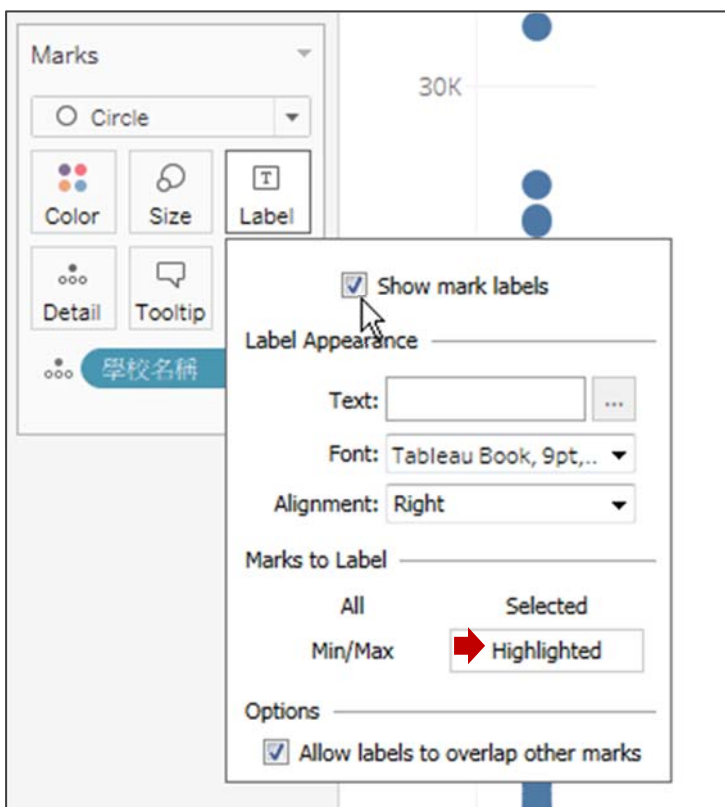 Marks
30K
Circle
Color Size Label
Show mark labels
Detail Tooltip
Label Appearance
學校名稱
Text: ...
Font: Tableau Book, 9pt,..
Alignment: Right
Marks to Label
All Selected
Min/Max Highlighted
Options
Allow labels to overlap other marks